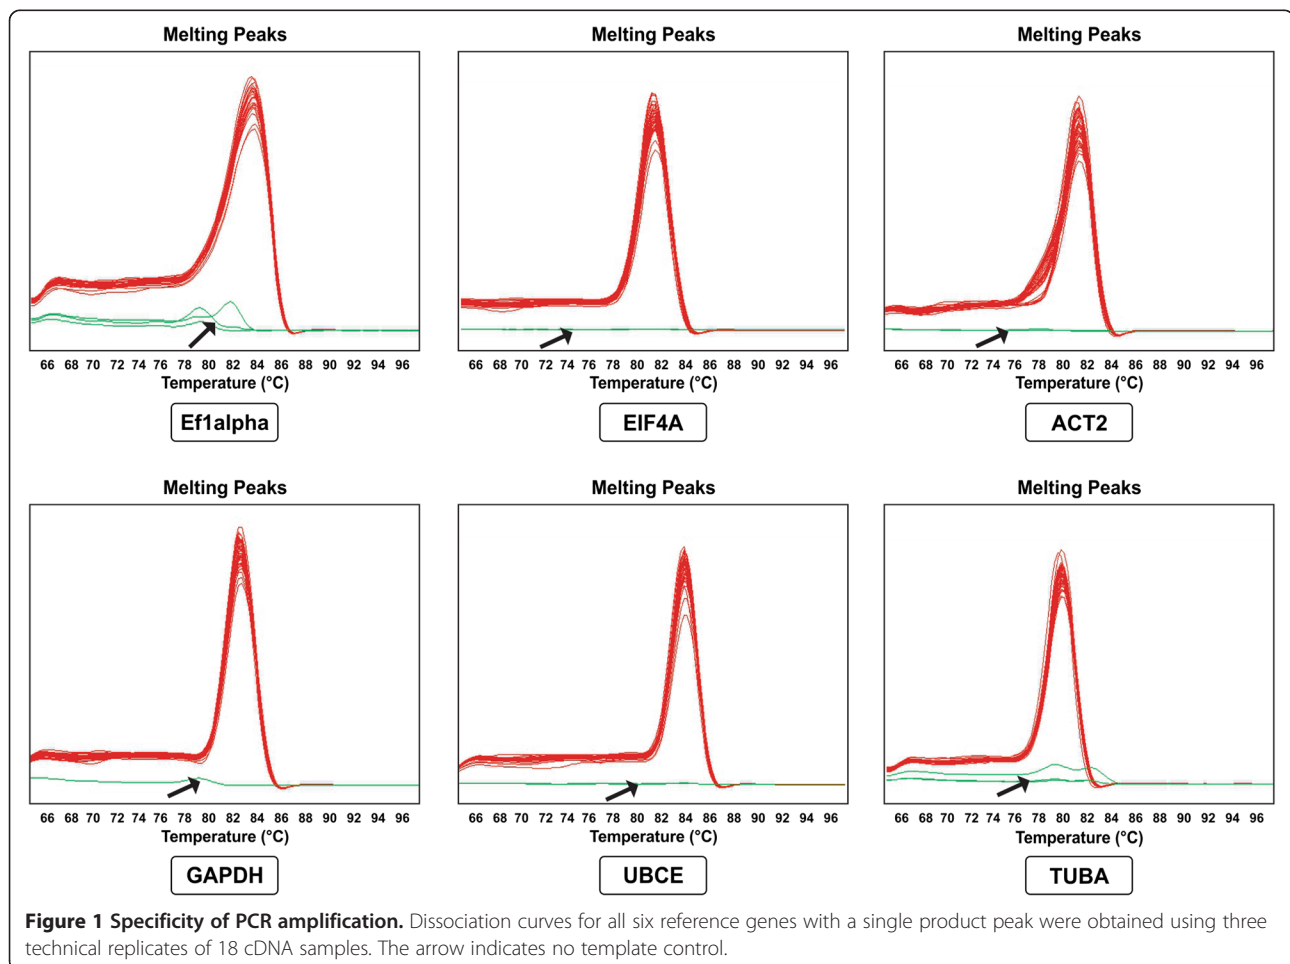 Melting Peaks Melting Peaks Melting Peaks
66 68 70 72 74 76 78 80 82 84 86 88 90 92 94 96 66 68 70 72 74 76 78 80 82 84 86 88 90 92 94 96 66 68 70 72 74 76 78 80 82 84 86 88 90 92 94 96
Temperature (°C) Temperature (°C) Temperature (°C)
Ef1alpha EIF4A ACT2
Melting Peaks Melting Peaks Melting Peaks
66 68 70 72 74 76 78 80 82 84 86 88 90 92 94 96 66 68 70 72 74 76 78 80 82 84 86 88 90 92 94 96 66 68 70 72 74 76 78 80 82 84 86 88 90 92 94 96
Temperature (°C) Temperature (°C) Temperature (°C)
GAPDH UBCE TUBA
Figure 1 Specificity of PCR amplification. Dissociation curves for all six reference genes with a single product peak were obtained using three
technical replicates of 18 cDNA samples. The arrow indicates no template control.